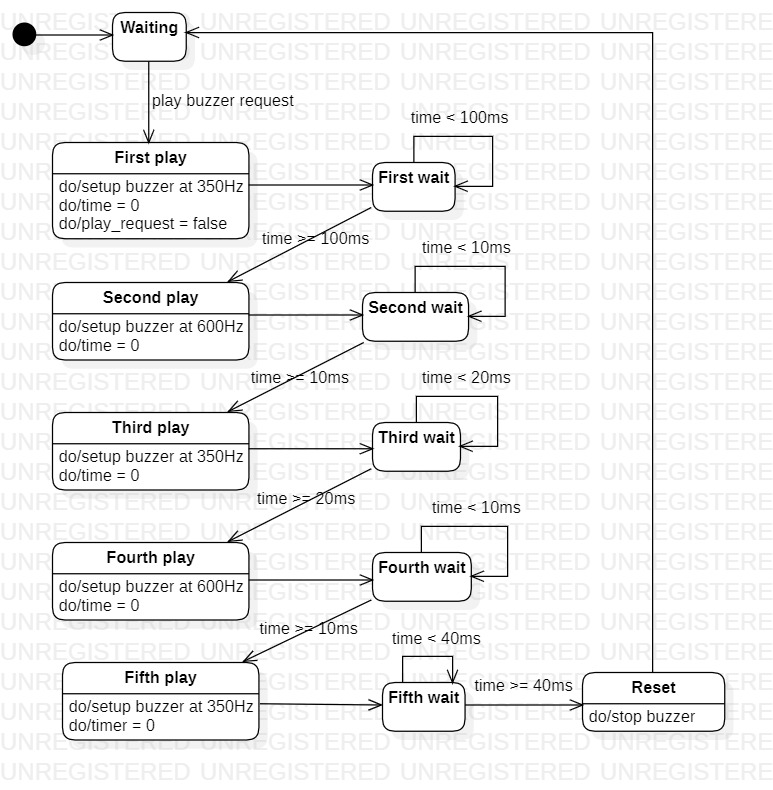 Waiting
play buzzer request
First play
do/setup buzzer at 350Hz
do/time = 0
do/play_request = false
time < 100ms
First wait
time >= 100ms
Second play
do/setup buzzer at 600Hz
do/time = 0
time < 10ms
Second wait
time >= 10ms
Third play
do/setup buzzer at 350Hz
do/time = 0
time < 20ms
Third wait
time >= 20ms
Fourth play
do/setup buzzer at 600Hz
do/time = 0
time < 10ms
Fourth wait
time >= 10ms
Fifth play
do/setup buzzer at 350Hz
do/timer = 0
time < 40ms
Fifth wait
time >= 40ms
Reset
do/stop buzzer
UNREGISTERED